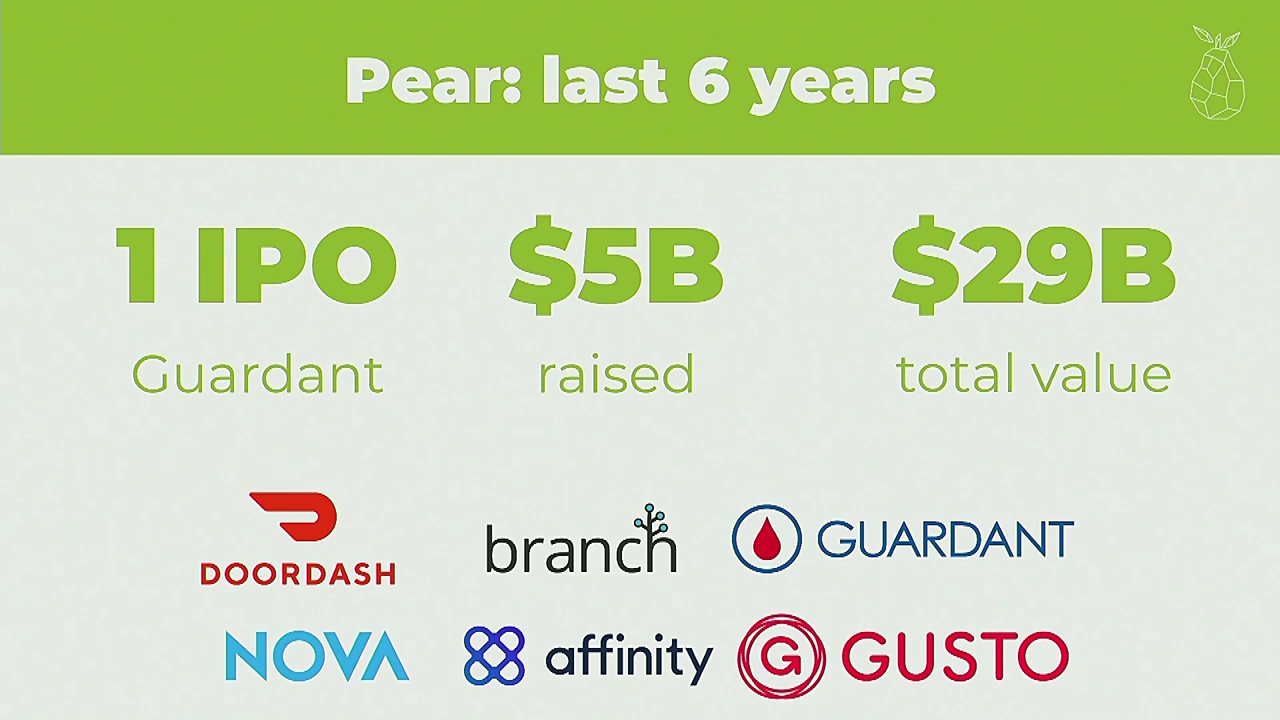 Pear: last 6 years
1 IPO $5B $29B
Guardant raised total value
DOORDASH branch GUARDANT
NOVA affinity G GUSTO